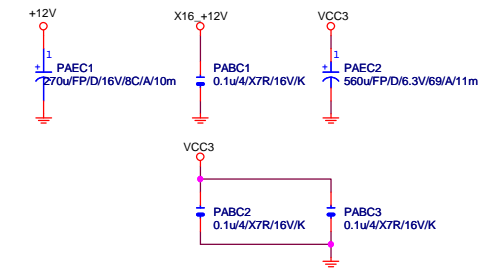 +12V
X16_+12V
VCC3
1
+
PAEC1
270u/FP/D/16V/8C/A/10m
PABC1
0.1u/4/X7R/16V/K
1
+
PAEC2
560u/FP/D/6.3V/69/A/11m
VCC3
PABC2
0.1u/4/X7R/16V/K
PABC3
0.1u/4/X7R/16V/K